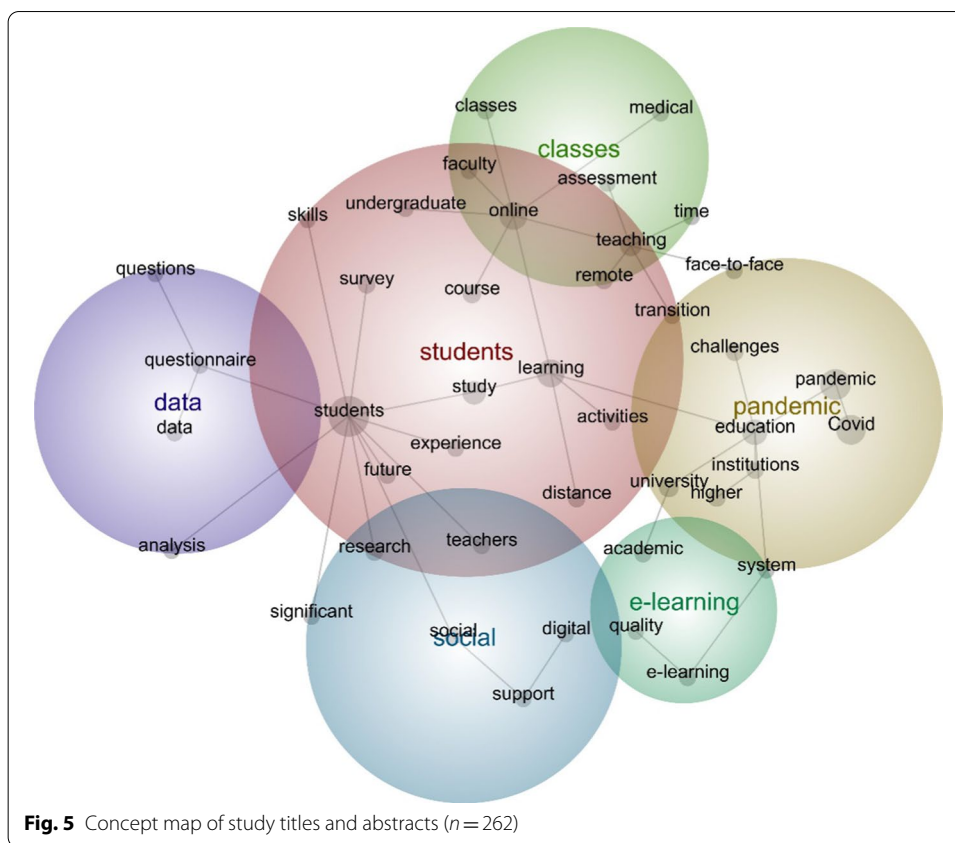 classes
medical
classes
faculty
assessment
undergraduate
online
skills
time
teaching
questions
survey
course
remote
face-to-face
transition
questionnaire
students
learning
challenges
data
students
study
activities
pandemic
pandemic
data
experience
education
Covid
future
institutions
distance
university
higher
analysis
research
teachers
academic
system
significant
e-learning
social
social
digital
quality
support
e-learning
Fig. 5 Concept map of study titles and abstracts (n = 262)